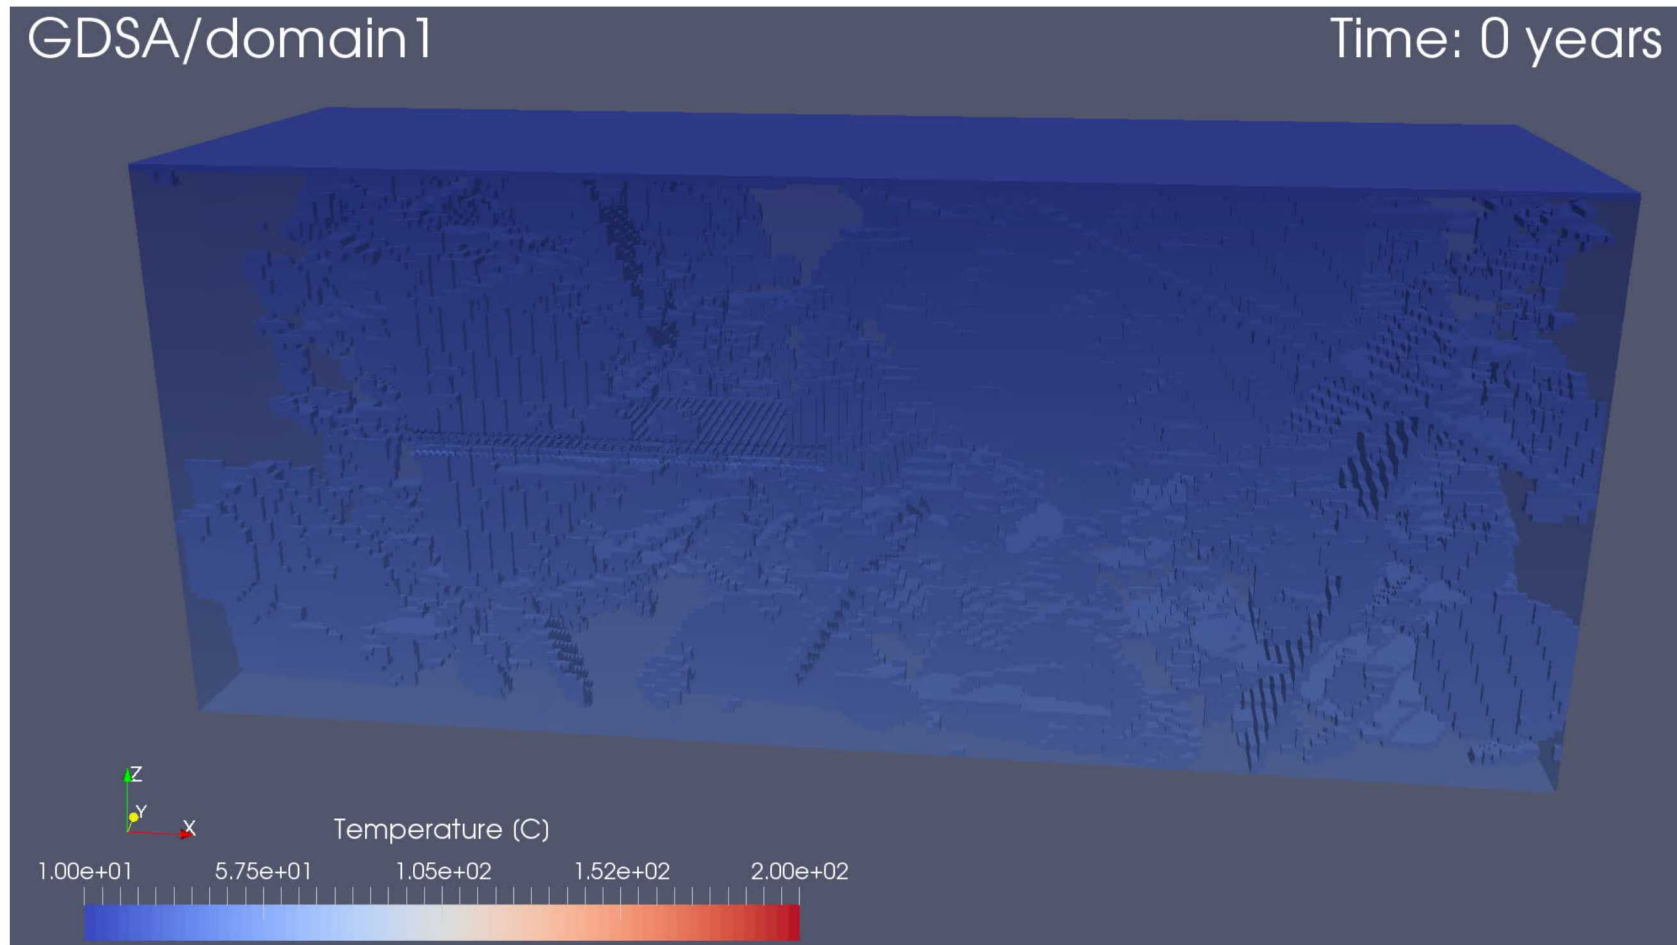 GDSA/domain1
Time: 0 years
Z
Y
X
Temperature (C)
1.00e+01 5.75e+01 1.05e+02 1.52e+02 2.00e+02